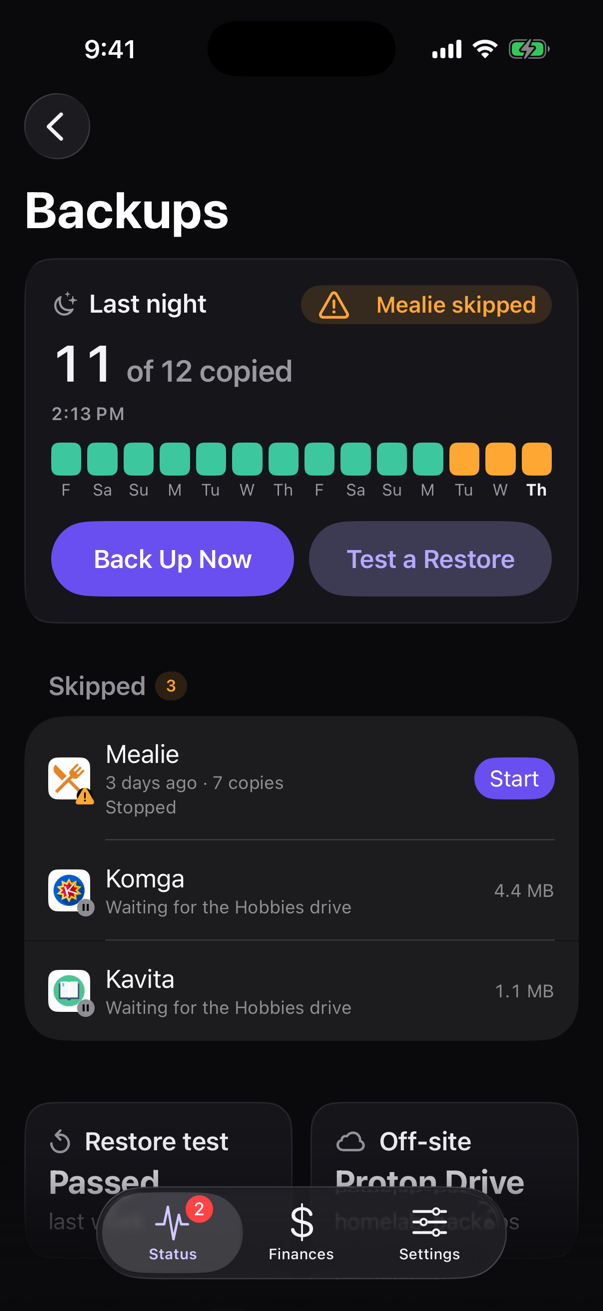 9:41
Backups
Last night
Mealie skipped
11 of 12 copied
2:13 PM
F Sa Su M Tu W Th F Sa Su M Tu W Th
Back Up Now
Test a Restore
Skipped 3
Mealie
3 days ago · 7 copies
Stopped
Start
Komga
Waiting for the Hobbies drive
4.4 MB
Kavita
Waiting for the Hobbies drive
1.1 MB
Restore test
Passed
last
Off-site
Proton Drive
2
Status
Finances
Settings